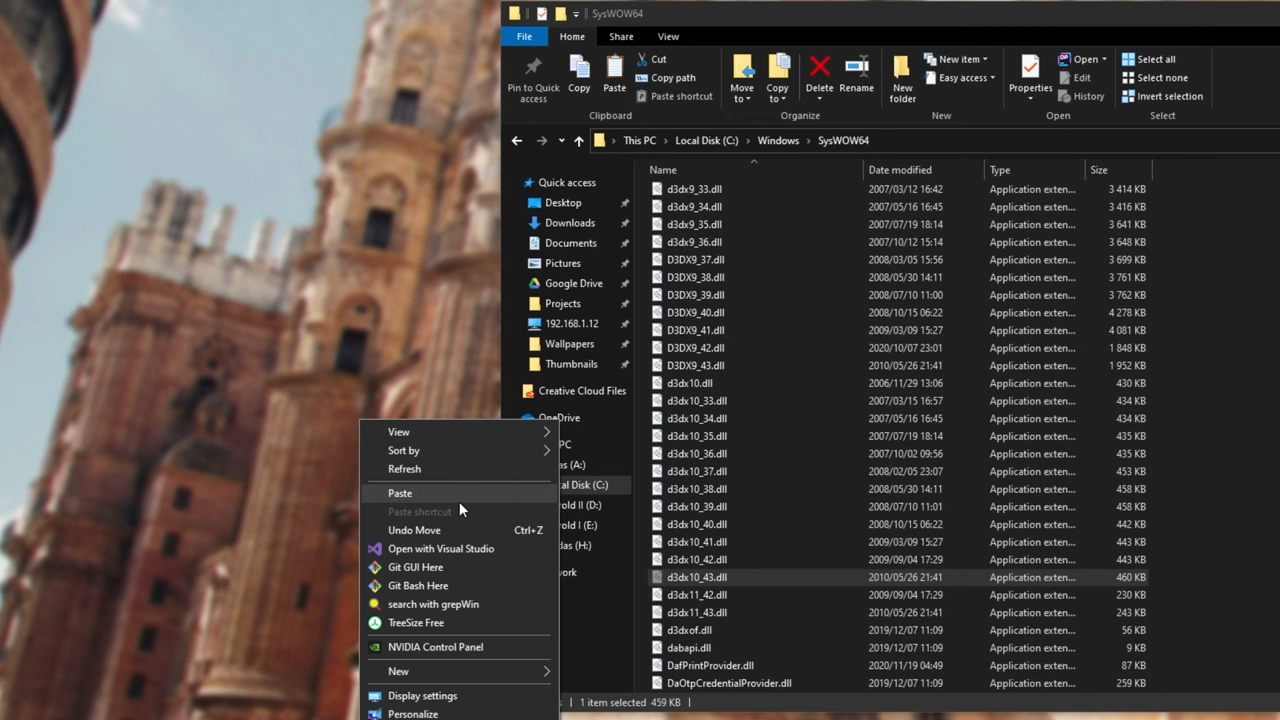 SysWOW64
File Home Share View
Pin to Quick access
Copy
Paste
Cut
Copy path
Paste shortcut
Clipboard
Move to
Copy to
Delete
Rename
Organize
New folder
New item
Easy access
New
Properties
Open
Edit
History
Open
Select all
Select none
Invert selection
Select
This PC > Local Disk (C:) > Windows > SysWOW64
Quick access
Desktop
Downloads
Documents
Pictures
Google Drive
Projects
192.168.1.12
Wallpapers
Thumbnails
Creative Cloud Files
OneDrive
PC
as (A:)
al Disk (C:)
rold II (D:)
rold I (E:)
das (H:)
work
Name Date modified Type Size
d3dx9_33.dll 2007/03/12 16:42 Application exten... 3 414 KB
d3dx9_34.dll 2007/05/16 16:45 Application exten... 3 416 KB
d3dx9_35.dll 2007/07/19 18:14 Application exten... 3 641 KB
d3dx9_36.dll 2007/10/12 15:14 Application exten... 3 648 KB
D3DX9_37.dll 2008/03/05 15:56 Application exten... 3 699 KB
D3DX9_38.dll 2008/05/30 14:11 Application exten... 3 761 KB
D3DX9_39.dll 2008/07/10 11:00 Application exten... 3 762 KB
D3DX9_40.dll 2008/10/15 06:22 Application exten... 4 278 KB
D3DX9_41.dll 2009/03/09 15:27 Application exten... 4 081 KB
D3DX9_42.dll 2020/10/07 23:01 Application exten... 1 848 KB
D3DX9_43.dll 2010/05/26 21:41 Application exten... 1 952 KB
d3dx10.dll 2006/11/29 13:06 Application exten... 430 KB
d3dx10_33.dll 2007/03/15 16:57 Application exten... 434 KB
d3dx10_34.dll 2007/05/16 16:45 Application exten... 434 KB
d3dx10_35.dll 2007/07/19 18:14 Application exten... 435 KB
d3dx10_36.dll 2007/10/02 09:56 Application exten... 435 KB
d3dx10_37.dll 2008/02/05 23:07 Application exten... 453 KB
d3dx10_38.dll 2008/05/30 14:11 Application exten... 458 KB
d3dx10_39.dll 2008/07/10 11:01 Application exten... 458 KB
d3dx10_40.dll 2008/10/15 06:22 Application exten... 442 KB
d3dx10_41.dll 2009/03/09 15:27 Application exten... 443 KB
d3dx10_42.dll 2009/09/04 17:29 Application exten... 443 KB
d3dx10_43.dll 2010/05/26 21:41 Application exten... 460 KB
d3dx11_42.dll 2009/09/04 17:29 Application exten... 230 KB
d3dx11_43.dll 2010/05/26 21:41 Application exten... 243 KB
d3dxof.dll 2019/12/07 11:09 Application exten... 56 KB
dabapi.dll 2019/12/07 11:09 Application exten... 9 KB
DafPrintProvider.dll 2020/11/19 04:49 Application exten... 87 KB
DaOtpCredentialProvider.dll 2019/12/07 11:09 Application exten... 259 KB
1 item selected 459 KB
View
Sort by
Refresh
Paste
Paste shortcut
Undo Move Ctrl+Z
Open with Visual Studio
Git GUI Here
Git Bash Here
search with grepWin
TreeSize Free
NVIDIA Control Panel
New
Display settings
Personalize